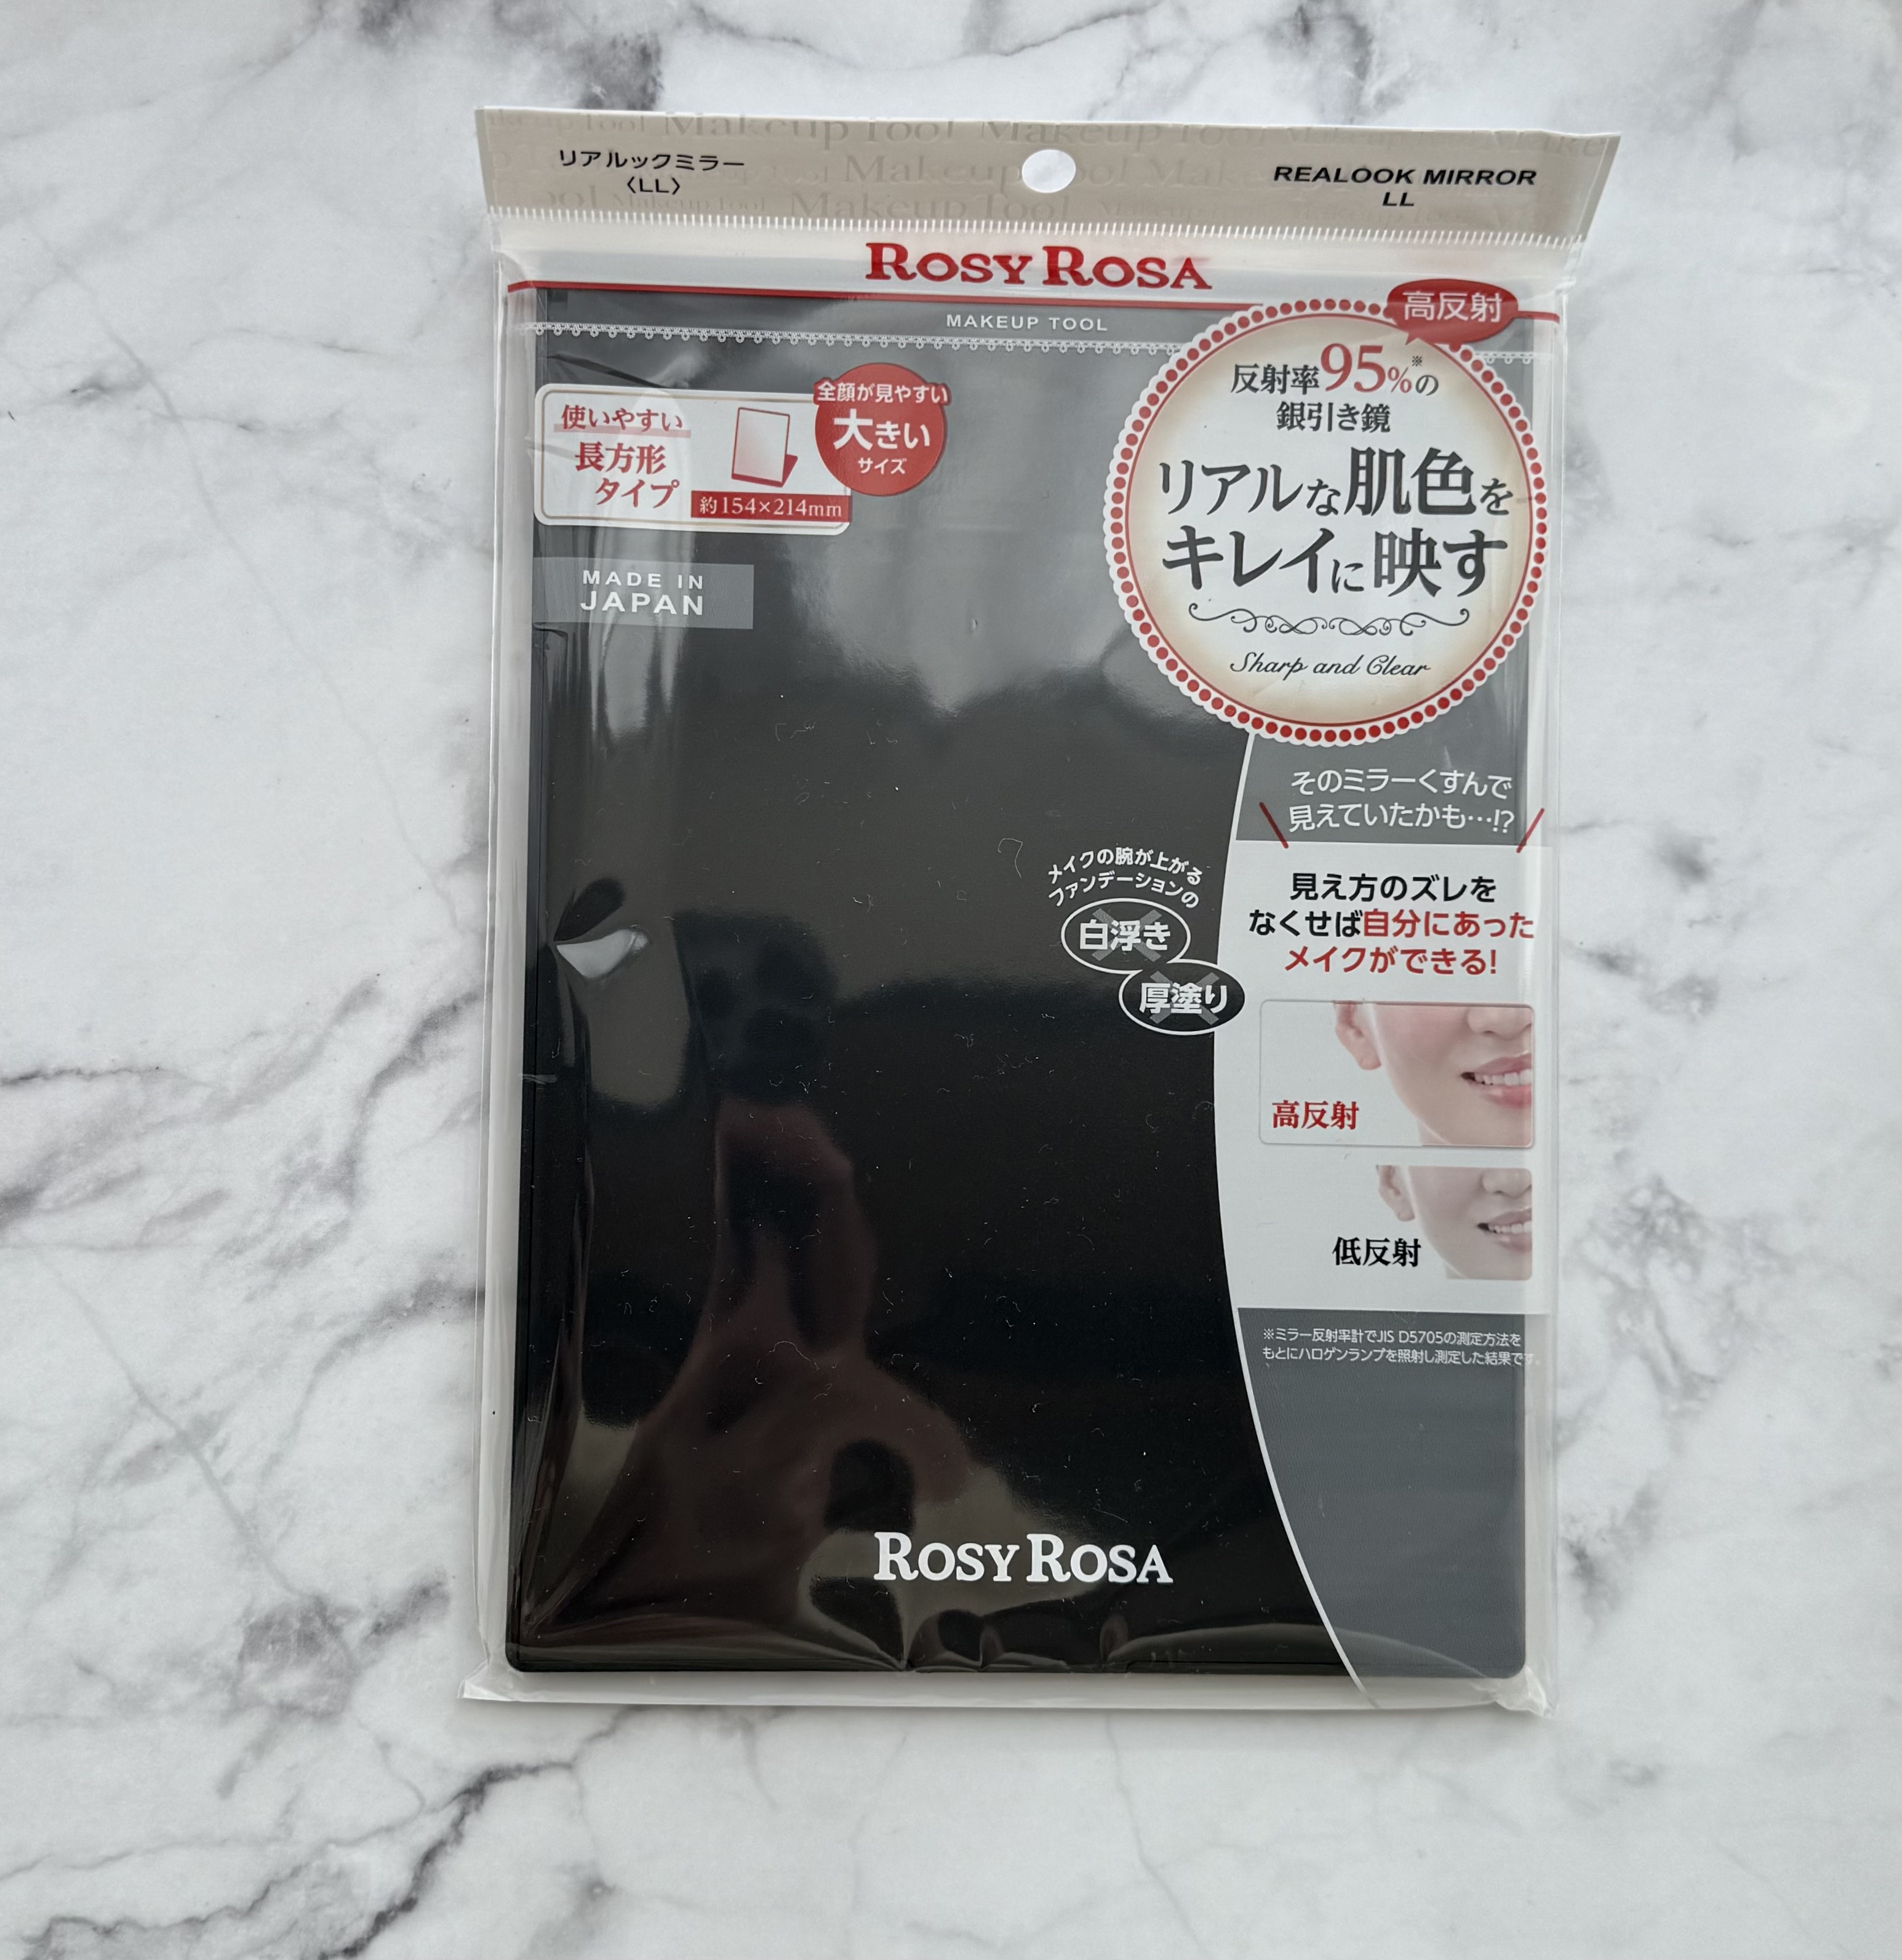 リアルックミラー
〈LL〉
REALOOK MIRROR
LL
ROSY ROSA
MAKEUP TOOL
使いやすい
長方形
タイプ
約154×214mm
全顔が見やすい
大きい
サイズ
MADE IN
JAPAN
高反射
反射率95%※の
銀引き鏡
リアルな肌色を
キレイに映す
Sharp and Clear
そのミラーくすんで
見えていたかも…!?
メイクの腕が上がる
ファンデーションの
白浮き
厚塗り
見え方のズレを
なくせば自分にあった
メイクができる!
高反射
低反射
※ミラー反射率計でJIS D5705の測定方法を
もとにハロゲンランプを照射し測定した結果です。
ROSY ROSA